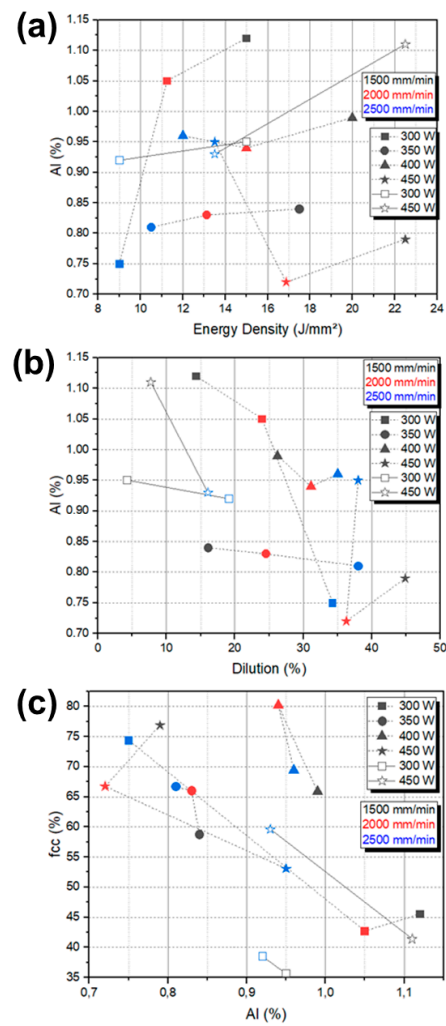 (a)
1.15
1.10
1.05
1.00
0.95
0.90
0.85
0.80
0.75
0.70
Al (%)
8 10 12 14 16 18 20 22 24
Energy Density (J/mm²)
1500 mm/min
2000 mm/min
2500 mm/min
300 W
350 W
400 W
450 W
300 W
450 W
(b)
1.15
1.10
1.05
1.00
0.95
0.90
0.85
0.80
0.75
0.70
Al (%)
0 10 20 30 40 50
Dilution (%)
1500 mm/min
2000 mm/min
2500 mm/min
300 W
350 W
400 W
450 W
300 W
450 W
(c)
80
75
70
65
60
55
50
45
40
35
fcc (%)
0,7 0,8 0,9 1,0 1,1
Al (%)
300 W
350 W
400 W
450 W
300 W
450 W
1500 mm/min
2000 mm/min
2500 mm/min